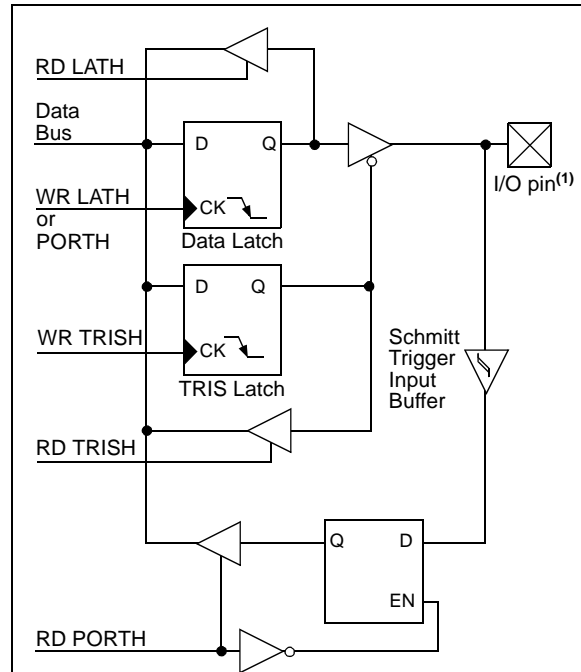 RD LATH
Data
Bus
D
Q
I/O pin(1)
WR LATH
or
PORTH
CK
Data Latch
D
Q
WR TRISH
CK
TRIS Latch
Schmitt
Trigger
Input
Buffer
RD TRISH
Q
D
EN
RD PORTH